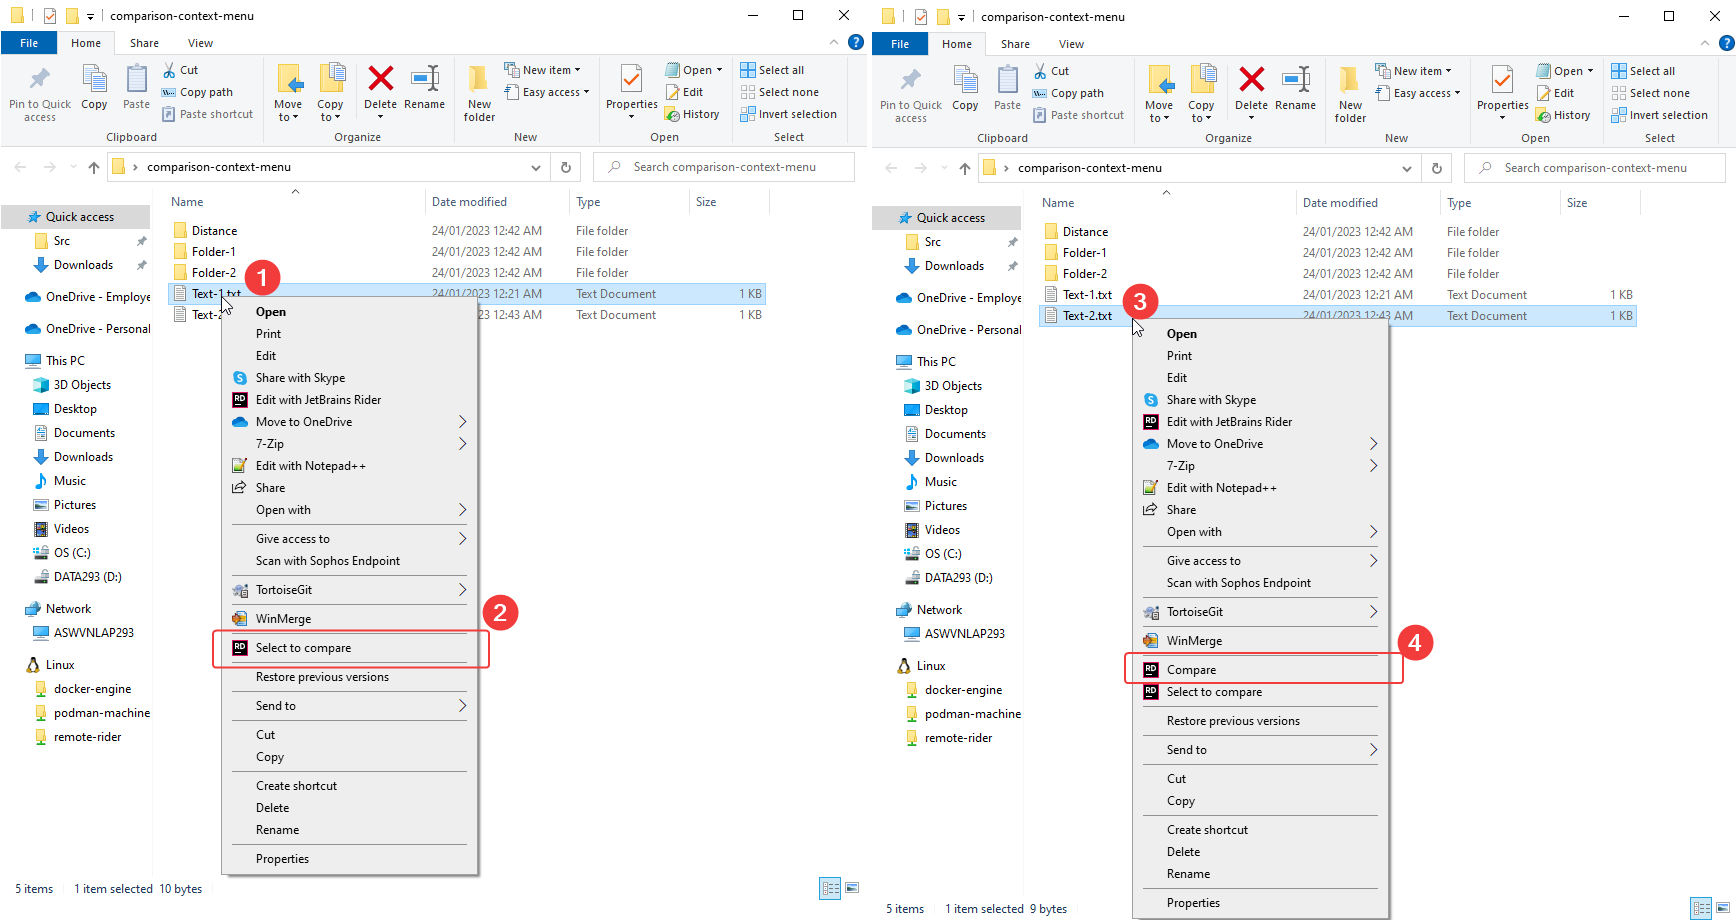 comparison-context-menu
File Home Share View
Pin to Quick access
Copy
Paste
Cut
Copy path
Paste shortcut
Clipboard
Move to
Copy to
Delete
Rename
Organize
New folder
New item
Easy access
New
Properties
Open
Edit
History
Open
Select all
Select none
Invert selection
Select
comparison-context-menu
Search comparison-context-menu
Name Date modified Type Size
Quick access
Src
Downloads
OneDrive - Employe
OneDrive - Personal
This PC
3D Objects
Desktop
Documents
Downloads
Music
Pictures
Videos
OS (C:)
DATA293 (D:)
Network
ASWVNLAP293
Linux
docker-engine
podman-machine
remote-rider
Distance 24/01/2023 12:42 AM File folder
Folder-1 24/01/2023 12:42 AM File folder
Folder-2 24/01/2023 12:42 AM File folder
1
Text-1.txt 24/01/2023 12:21 AM Text Document 1 KB
Text-2 23 12:43 AM Text Document 1 KB
Open
Print
Edit
Share with Skype
Edit with JetBrains Rider
Move to OneDrive
7-Zip
Edit with Notepad++
Share
Open with
Give access to
Scan with Sophos Endpoint
TortoiseGit
WinMerge
2
RD Select to compare
Restore previous versions
Send to
Cut
Copy
Create shortcut
Delete
Rename
Properties
5 items 1 item selected 10 bytes
comparison-context-menu
File Home Share View
Pin to Quick access
Copy
Paste
Cut
Copy path
Paste shortcut
Clipboard
Move to
Copy to
Delete
Rename
Organize
New folder
New item
Easy access
New
Properties
Open
Edit
History
Open
Select all
Select none
Invert selection
Select
comparison-context-menu
Search comparison-context-menu
Name Date modified Type Size
Quick access
Src
Downloads
OneDrive - Employe
OneDrive - Personal
This PC
3D Objects
Desktop
Documents
Downloads
Music
Pictures
Videos
OS (C:)
DATA293 (D:)
Network
ASWVNLAP293
Linux
docker-engine
podman-machine
remote-rider
Distance 24/01/2023 12:42 AM File folder
Folder-1 24/01/2023 12:42 AM File folder
Folder-2 24/01/2023 12:42 AM File folder
Text-1.txt 24/01/2023 12:21 AM Text Document 1 KB
3
Text-2.txt 24/01/2023 12:43 AM Text Document 1 KB
Open
Print
Edit
Share with Skype
RD Edit with JetBrains Rider
Move to OneDrive
7-Zip
Edit with Notepad++
Share
Open with
Give access to
Scan with Sophos Endpoint
TortoiseGit
WinMerge
4
RD Compare
RD Select to compare
Restore previous versions
Send to
Cut
Copy
Create shortcut
Delete
Rename
Properties
5 items 1 item selected 9 bytes